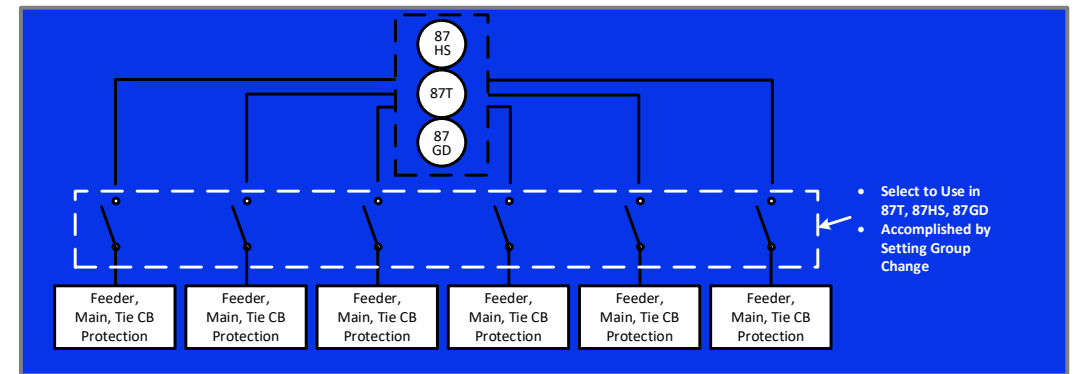 87
HS
87T
87
GD
• Select to Use in
87T, 87HS, 87GD
• Accomplished by
Setting Group
Change
Feeder,
Main, Tie CB
Protection
Feeder,
Main, Tie CB
Protection
Feeder,
Main, Tie CB
Protection
Feeder,
Main, Tie CB
Protection
Feeder,
Main, Tie CB
Protection
Feeder,
Main, Tie CB
Protection